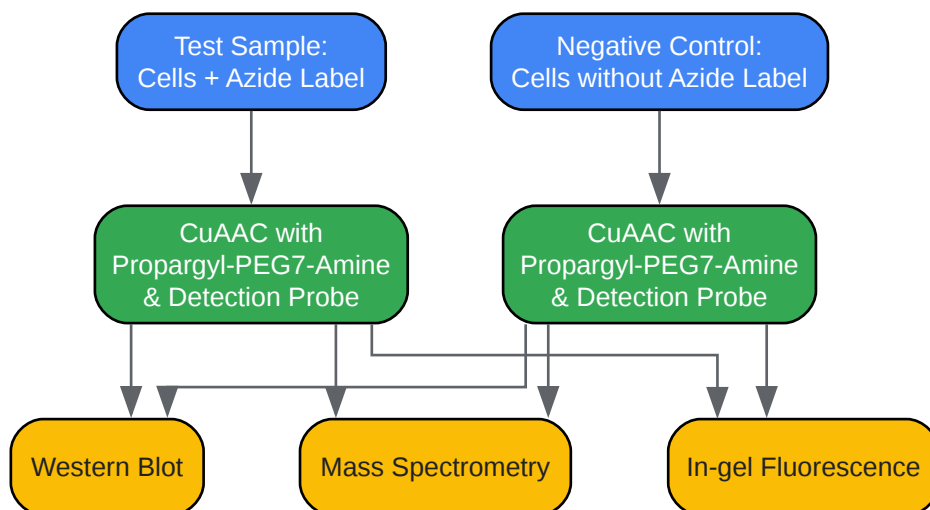 Test Sample:
Cells + Azide Label
Negative Control:
Cells without Azide Label
CuAAC with
Propargyl-PEG7-Amine
& Detection Probe
CuAAC with
Propargyl-PEG7-Amine
& Detection Probe
Western Blot
Mass Spectrometry
In-gel Fluorescence